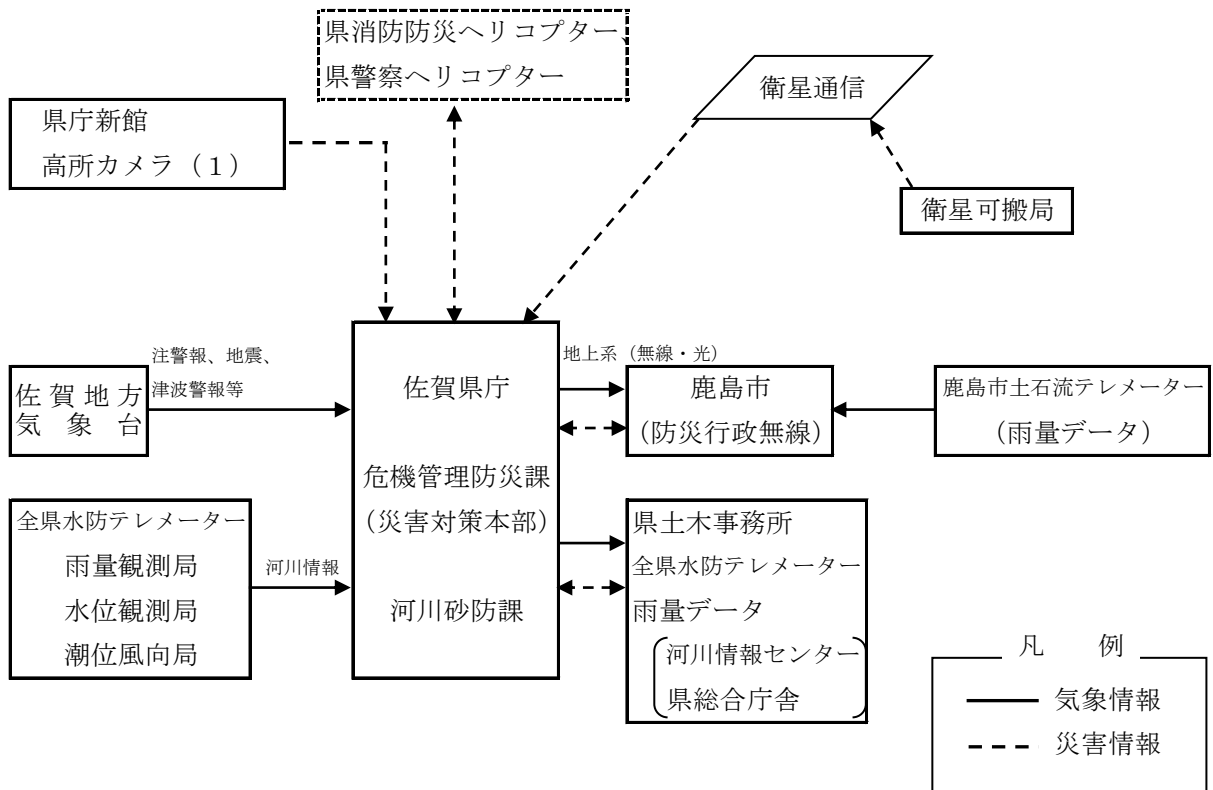 県消防防災ヘリコプター、
県警察ヘリコプター
衛星通信
県庁新館
高所カメラ（１）
衛星可搬局
注警報、地震、
津波警報等
佐賀地方
気象台
全県水防テレメーター
雨量観測局
水位観測局
潮位風向局
河川情報
佐賀県庁
危機管理防災課
（災害対策本部）
河川砂防課
地上系（無線・光）
鹿島市
（防災行政無線）
鹿島市土石流テレメーター
（雨量データ）
県土木事務所
全県水防テレメーター
雨量データ
河川情報センター
県総合庁舎
凡　例
気象情報
災害情報